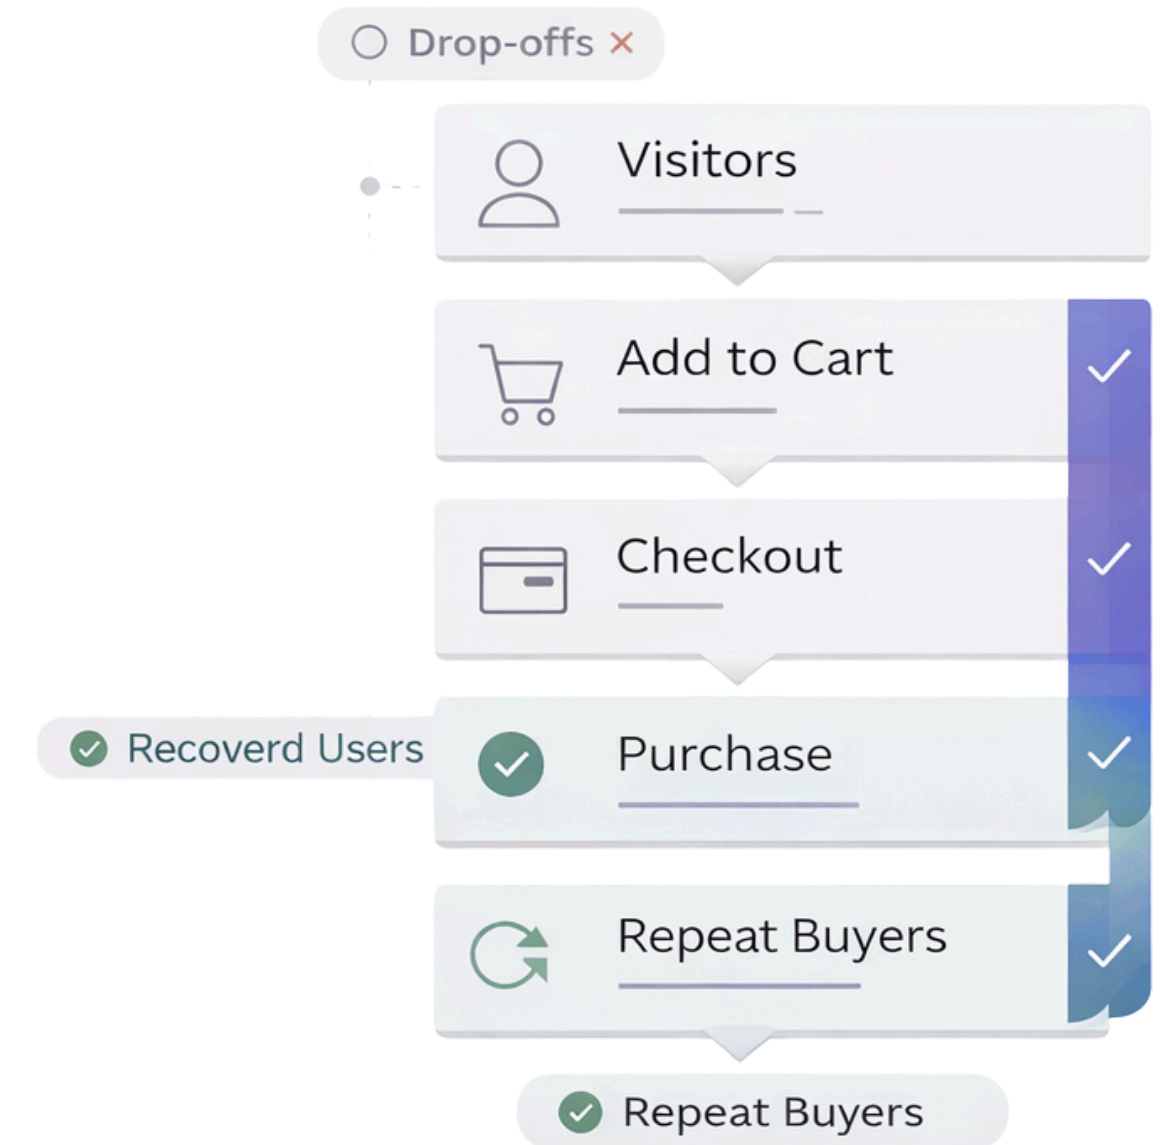 Drop-offs
Visitors
Add to Cart
Checkout
Recoverd Users
Purchase
Repeat Buyers
Repeat Buyers